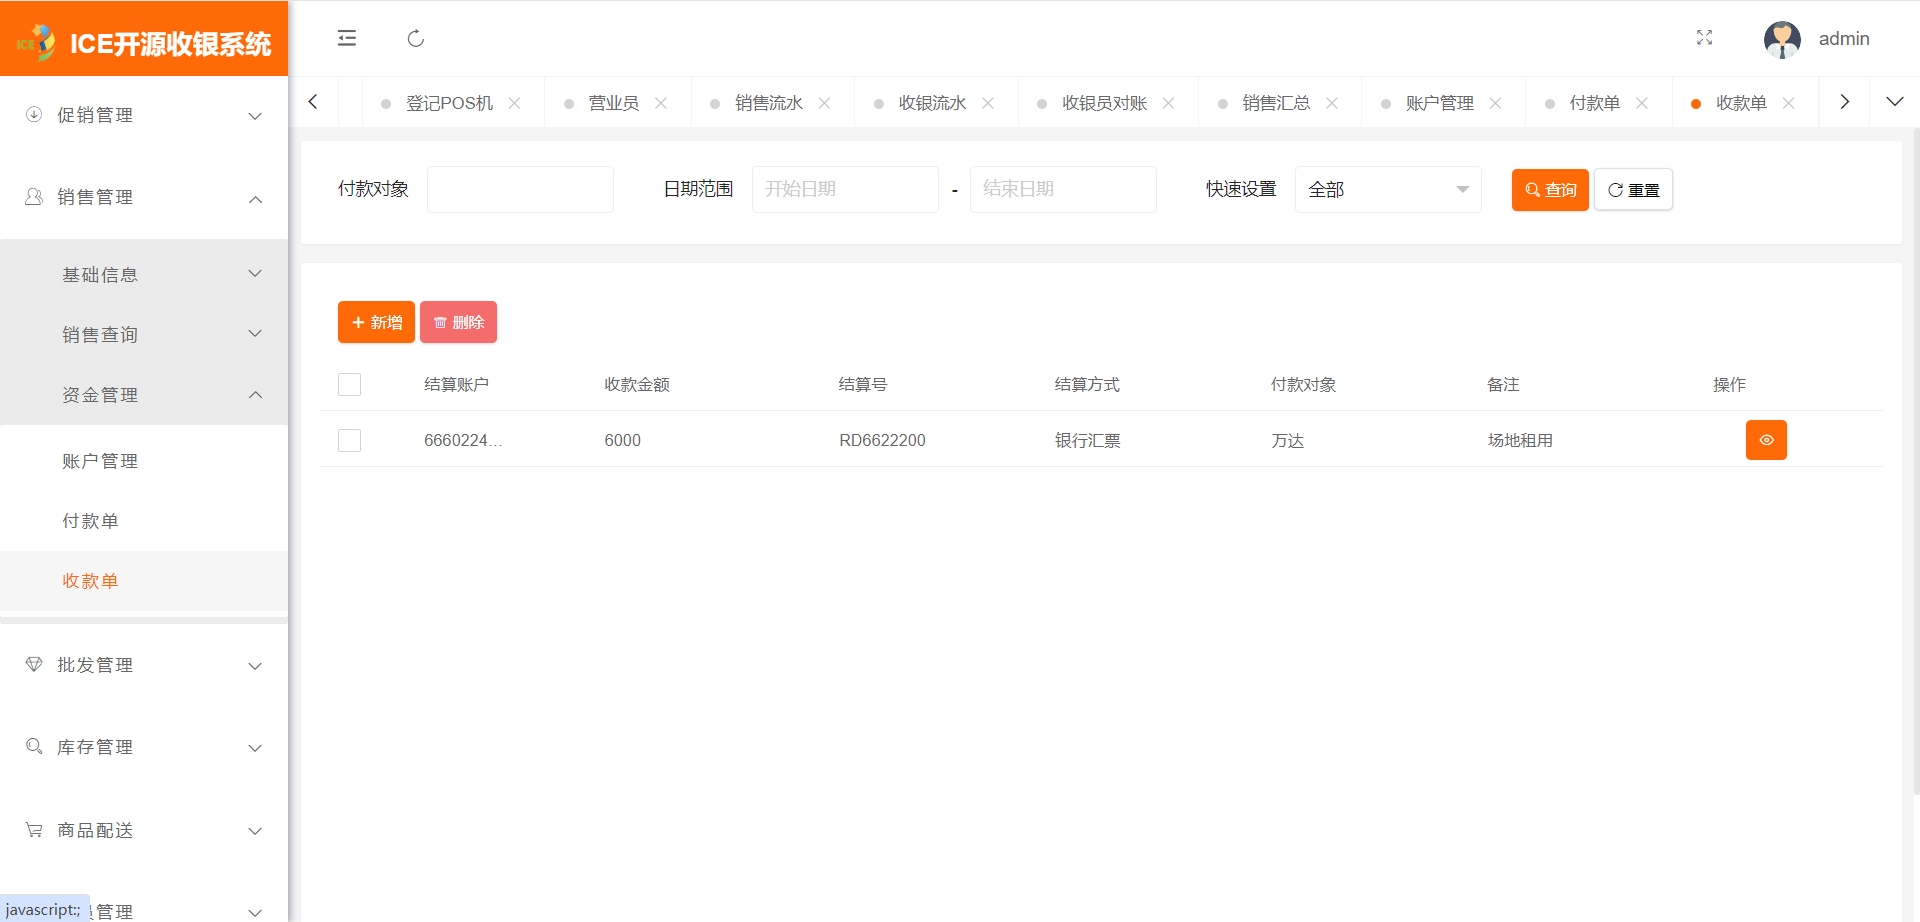 ICE ICE开源收银系统
admin
登记POS机
营业员
销售流水
收银流水
收银员对账
销售汇总
账户管理
付款单
收款单
促销管理
销售管理
基础信息
销售查询
资金管理
账户管理
付款单
收款单
批发管理
库存管理
商品配送
管理
javascript:;
付款对象
日期范围 开始日期 - 结束日期
快速设置 全部
查询 重置
新增 删除
结算账户 收款金额 结算号 结算方式 付款对象 备注 操作
6660224... 6000 RD6622200 银行汇票 万达 场地租用